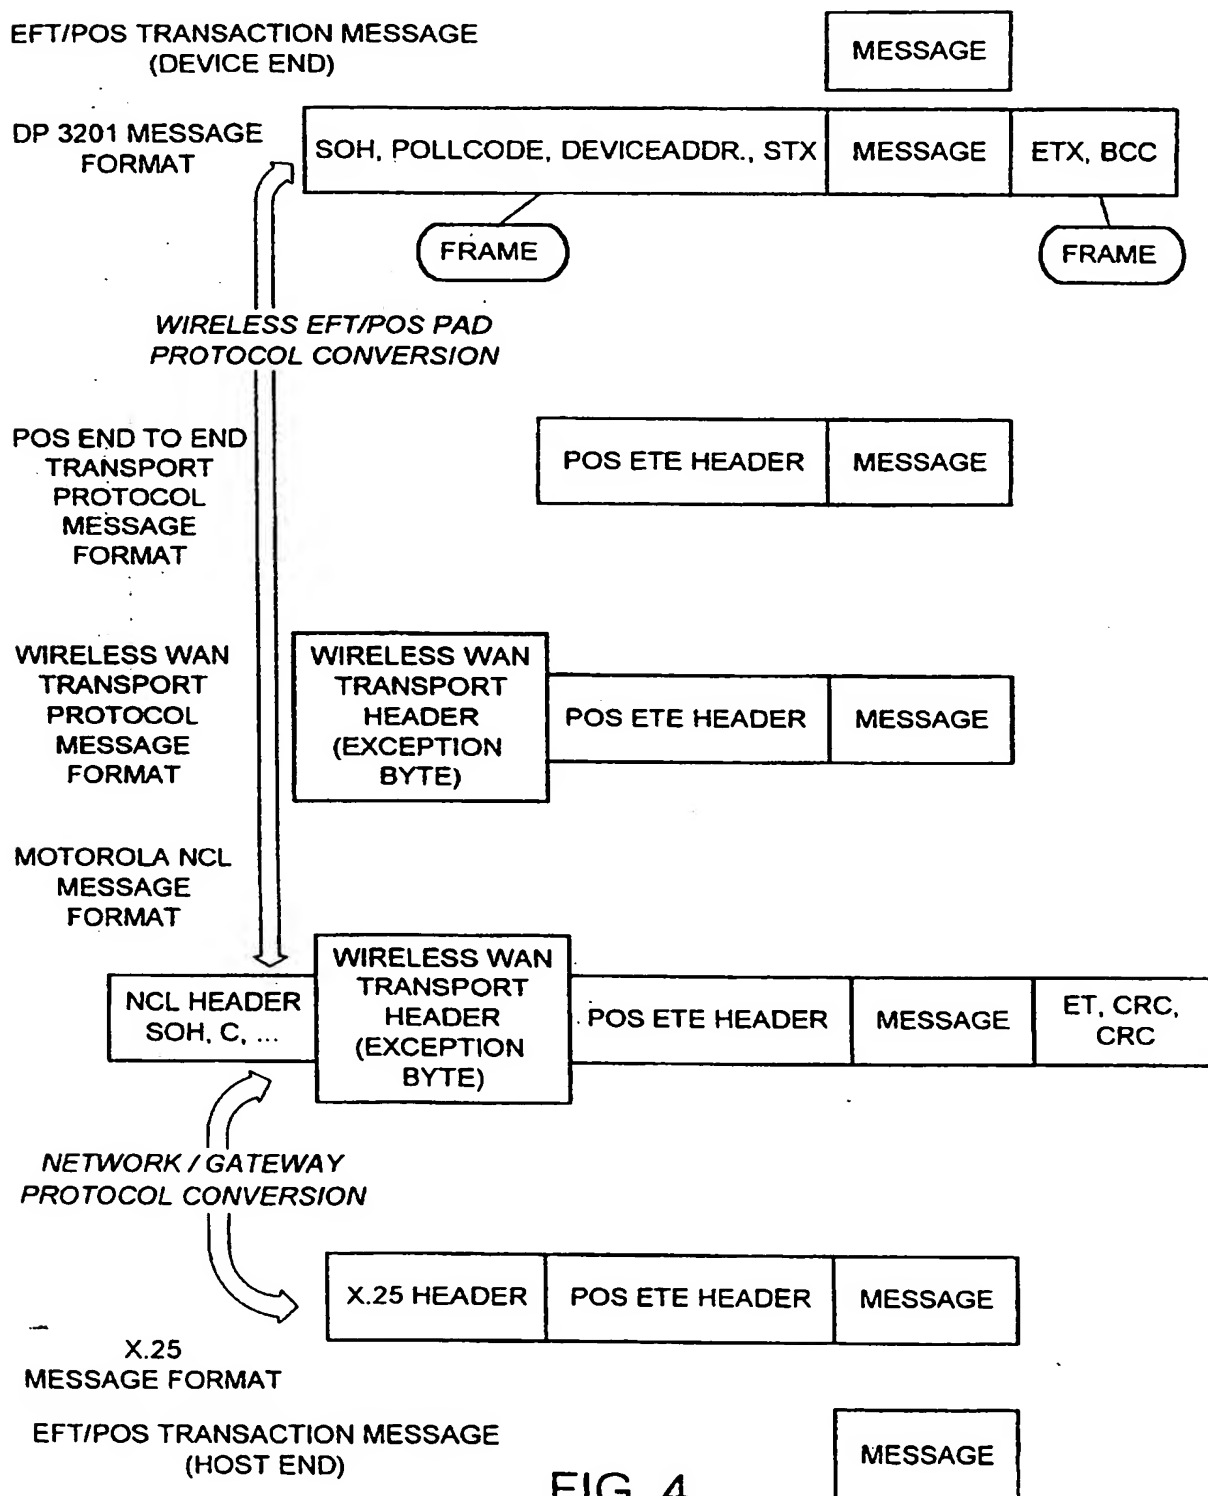 EFT/POS TRANSACTION MESSAGE
(DEVICE END)
MESSAGE
DP 3201 MESSAGE
FORMAT
SOH, POLLCODE, DEVICEADDR., STX
MESSAGE
ETX, BCC
FRAME
FRAME
WIRELESS EFT/POS PAD
PROTOCOL CONVERSION
POS END TO END
TRANSPORT
PROTOCOL
MESSAGE
FORMAT
POS ETE HEADER
MESSAGE
WIRELESS WAN
TRANSPORT
PROTOCOL
MESSAGE
FORMAT
WIRELESS WAN
TRANSPORT
HEADER
(EXCEPTION
BYTE)
POS ETE HEADER
MESSAGE
MOTOROLA NCL
MESSAGE
FORMAT
NCL HEADER
SOH, C, ...
WIRELESS WAN
TRANSPORT
HEADER
(EXCEPTION
BYTE)
POS ETE HEADER
MESSAGE
ET, CRC,
CRC
NETWORK / GATEWAY
PROTOCOL CONVERSION
X.25 HEADER
POS ETE HEADER
MESSAGE
X.25
MESSAGE FORMAT
EFT/POS TRANSACTION MESSAGE
(HOST END)
MESSAGE
FIG. 4